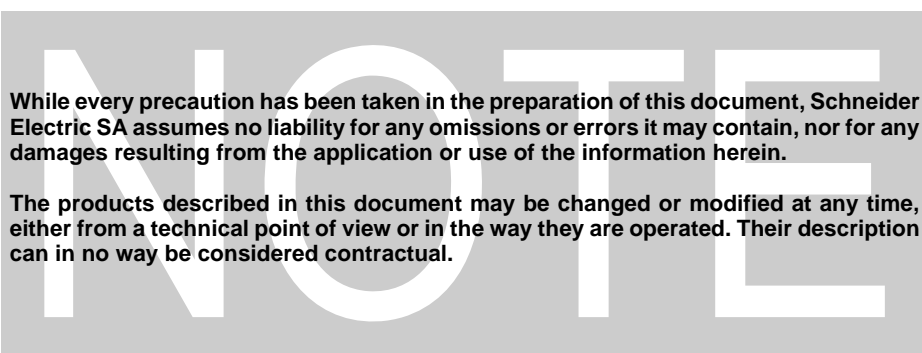 NOTE
While every precaution has been taken in the preparation of this document, Schneider
Electric SA assumes no liability for any omissions or errors it may contain, nor for any
damages resulting from the application or use of the information herein.
The products described in this document may be changed or modified at any time,
either from a technical point of view or in the way they are operated. Their description
can in no way be considered contractual.